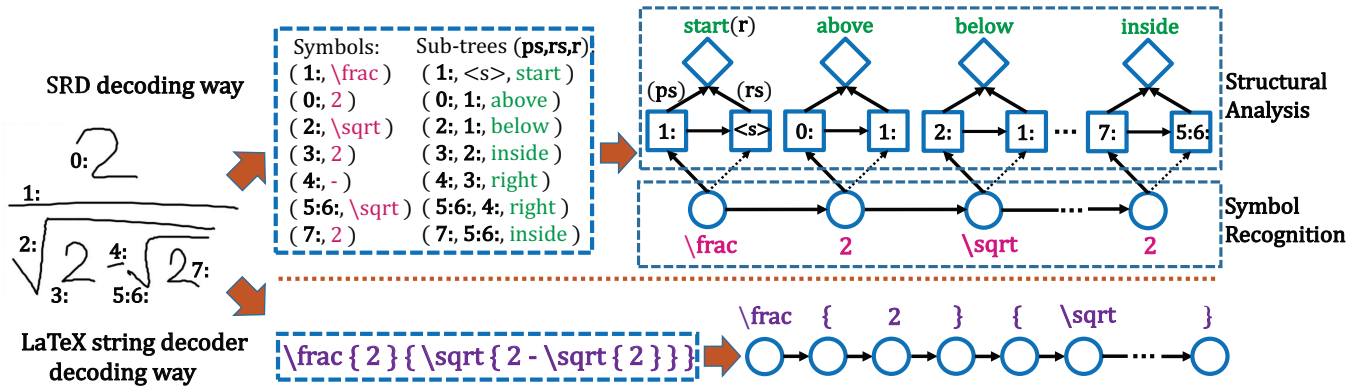 SRD decoding way
0: 2
1:
2: √ 2 4: - √ 2 7:
3: 5:6:
LaTeX string decoder
decoding way
Symbols: Sub-trees (ps,rs,r)
( 1:, \frac ) ( 1:, <s>, start )
( 0:, 2 ) ( 0:, 1:, above )
( 2:, \sqrt ) ( 2:, 1:, below )
( 3:, 2 ) ( 3:, 2:, inside )
( 4:, - ) ( 4:, 3:, right )
( 5:6:, \sqrt ) ( 5:6:, 4:, right )
( 7:, 2 ) ( 7:, 5:6:, inside )
start(r) above below inside
(ps) (rs)
1: <s> 0: 1: 2: 1: ... 7: 5:6:
Structural
Analysis
...
\frac 2 \sqrt 2
Symbol
Recognition
\frac { 2 } { \sqrt { 2 - \sqrt { 2 } } }
\frac { 2 } { \sqrt }
...